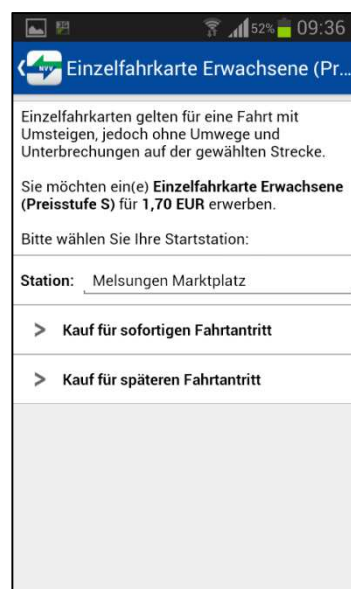 52% 09:36
NVV Einzelfahrkarte Erwachsene (Pr...
Einzelfahrkarten gelten für eine Fahrt mit
Umsteigen, jedoch ohne Umwege und
Unterbrechungen auf der gewählten Strecke.
Sie möchten ein(e) Einzelfahrkarte Erwachsene
(Preisstufe S) für 1,70 EUR erwerben.
Bitte wählen Sie Ihre Startstation:
Station: Melsungen Marktplatz
> Kauf für sofortigen Fahrtantritt
> Kauf für späteren Fahrtantritt